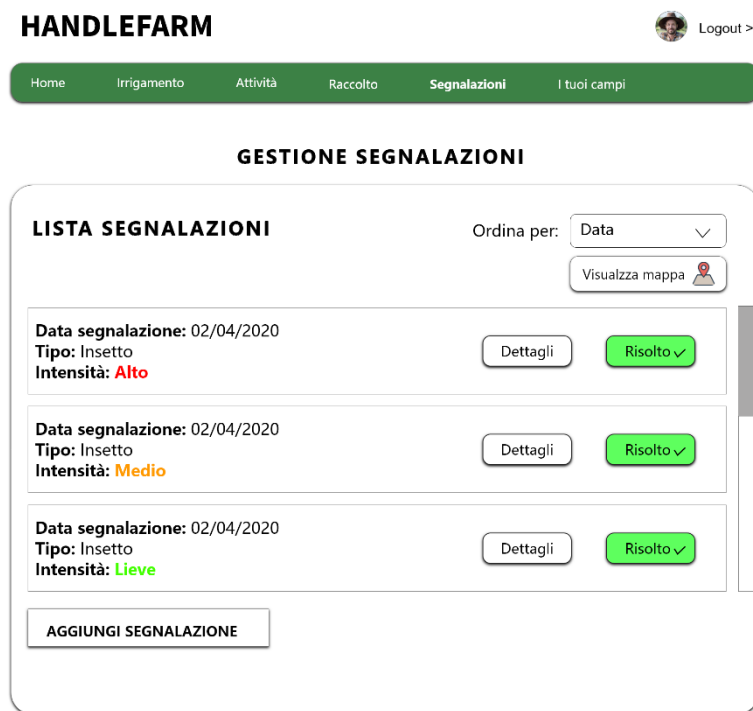 HANDLEFARM
Logout >
Home Irrigamento Attività Raccolto Segnalazioni I tuoi campi
GESTIONE SEGNALAZIONI
LISTA SEGNALAZIONI
Ordina per: Data
Visualzza mappa
Data segnalazione: 02/04/2020
Tipo: Insetto
Intensità: Alto
Dettagli Risolto ✓
Data segnalazione: 02/04/2020
Tipo: Insetto
Intensità: Medio
Dettagli Risolto ✓
Data segnalazione: 02/04/2020
Tipo: Insetto
Intensità: Lieve
Dettagli Risolto ✓
AGGIUNGI SEGNALAZIONE